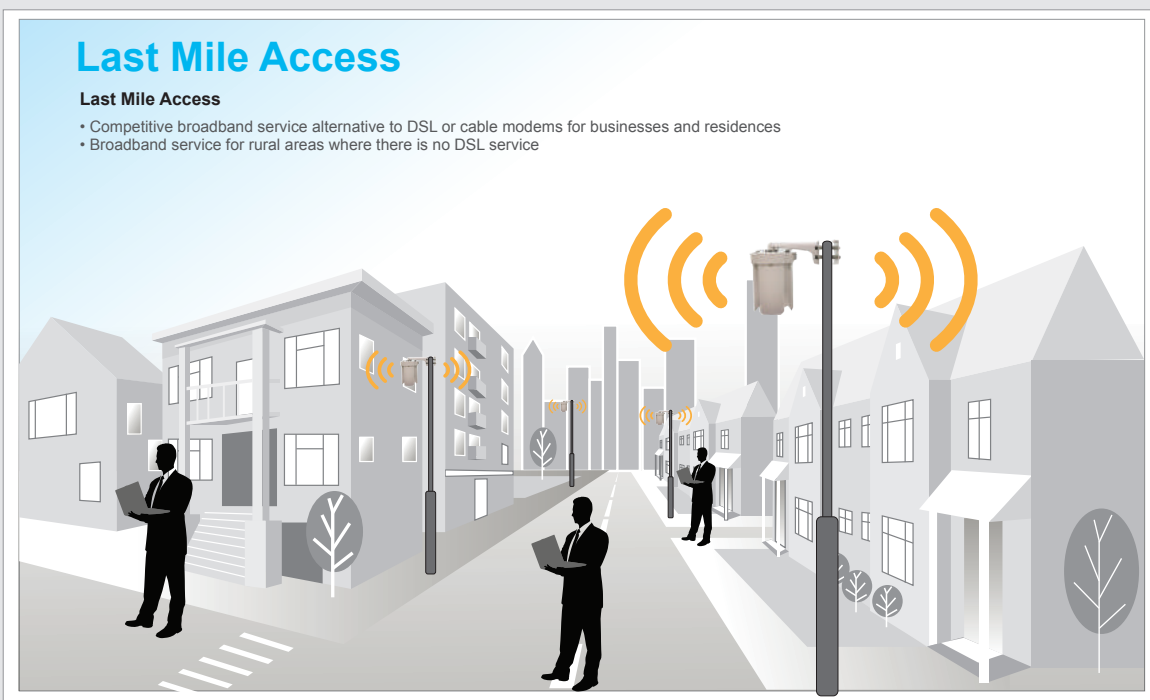 Last Mile Access
Last Mile Access
• Competitive broadband service alternative to DSL or cable modems for businesses and residences
• Broadband service for rural areas where there is no DSL service